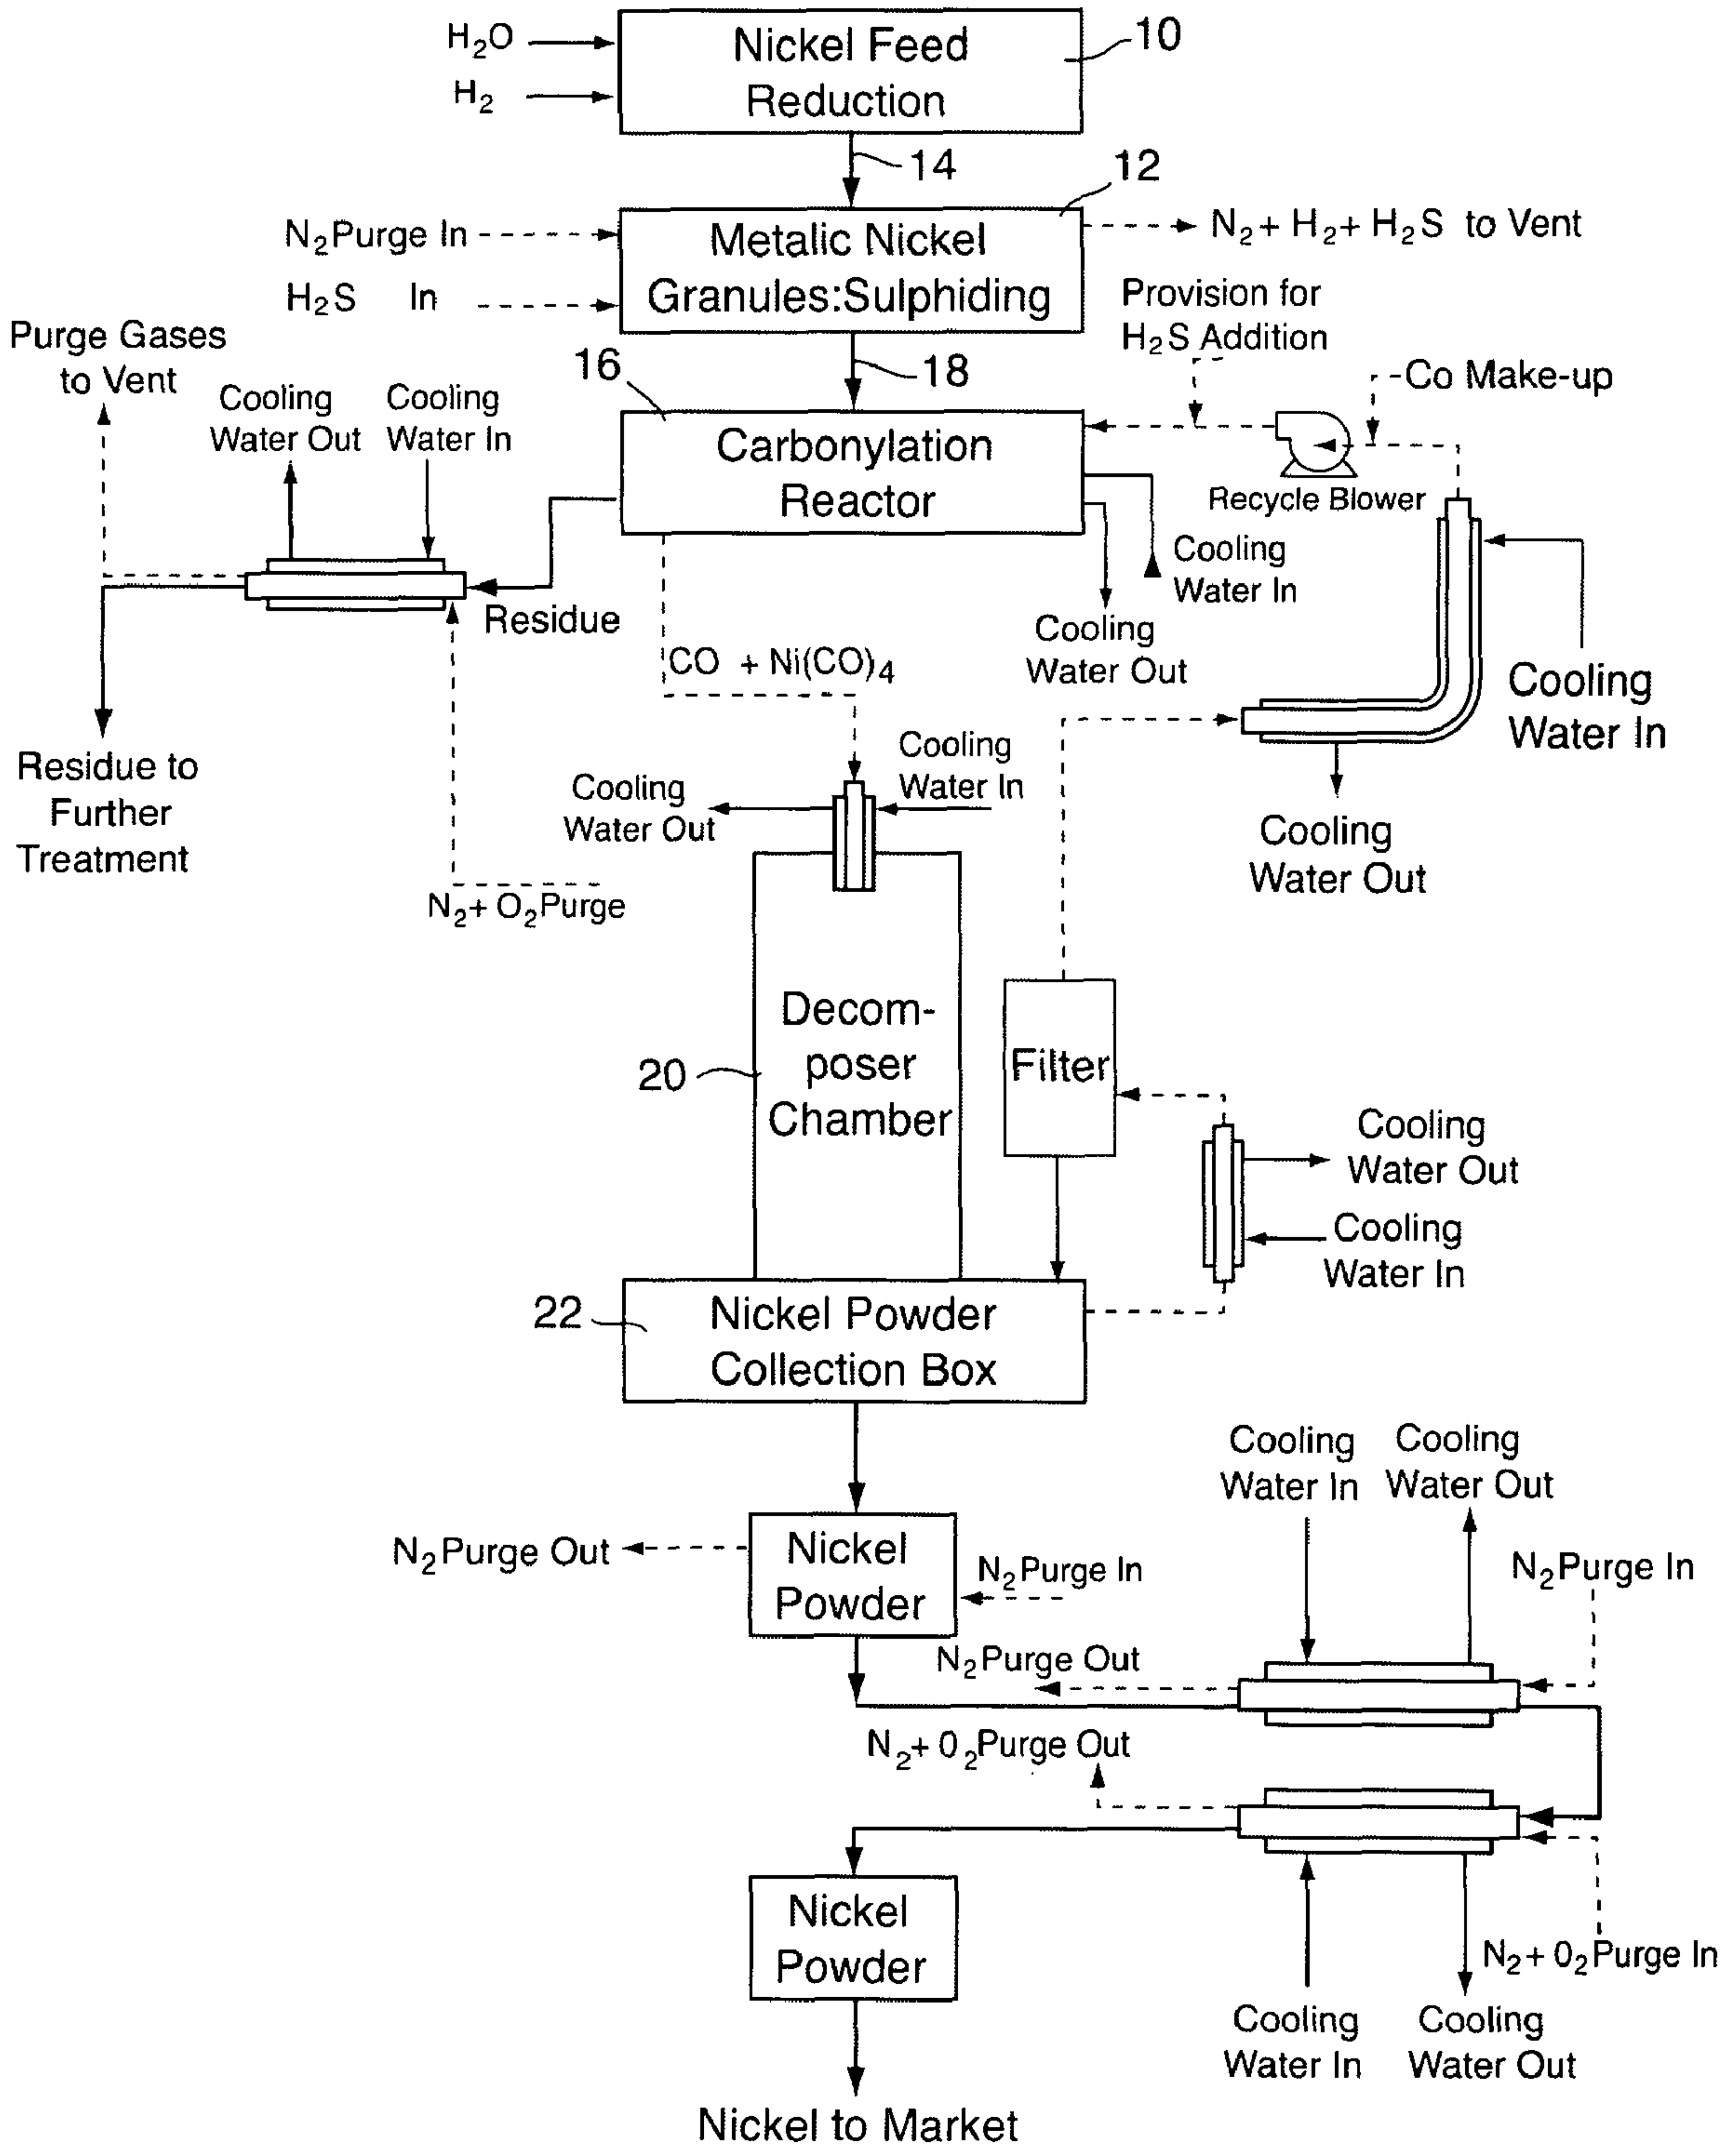 H2O
H2
Nickel Feed
Reduction
10
14
12
N2Purge In
H2S In
Metalic Nickel
Granules:Sulphiding
N2+ H2+ H2S to Vent
Provision for
H2S Addition
Purge Gases
to Vent
Cooling
Water Out
Cooling
Water In
16
18
Co Make-up
Carbonylation
Reactor
Recycle Blower
Cooling
Water In
Residue
Cooling
Water Out
CO + Ni(CO)4
Cooling
Water In
Residue to
Further
Treatment
Cooling
Water Out
Cooling
Water In
Cooling
Water Out
N2+ O2Purge
Decom-
poser
Chamber
20
Filter
Cooling
Water Out
Cooling
Water In
22
Nickel Powder
Collection Box
Cooling
Water In
Cooling
Water Out
N2Purge Out
Nickel
Powder
N2Purge In
N2Purge In
N2Purge Out
N2+ 02Purge Out
Nickel
Powder
N2+ 02Purge In
Cooling
Water In
Cooling
Water Out
Nickel to Market